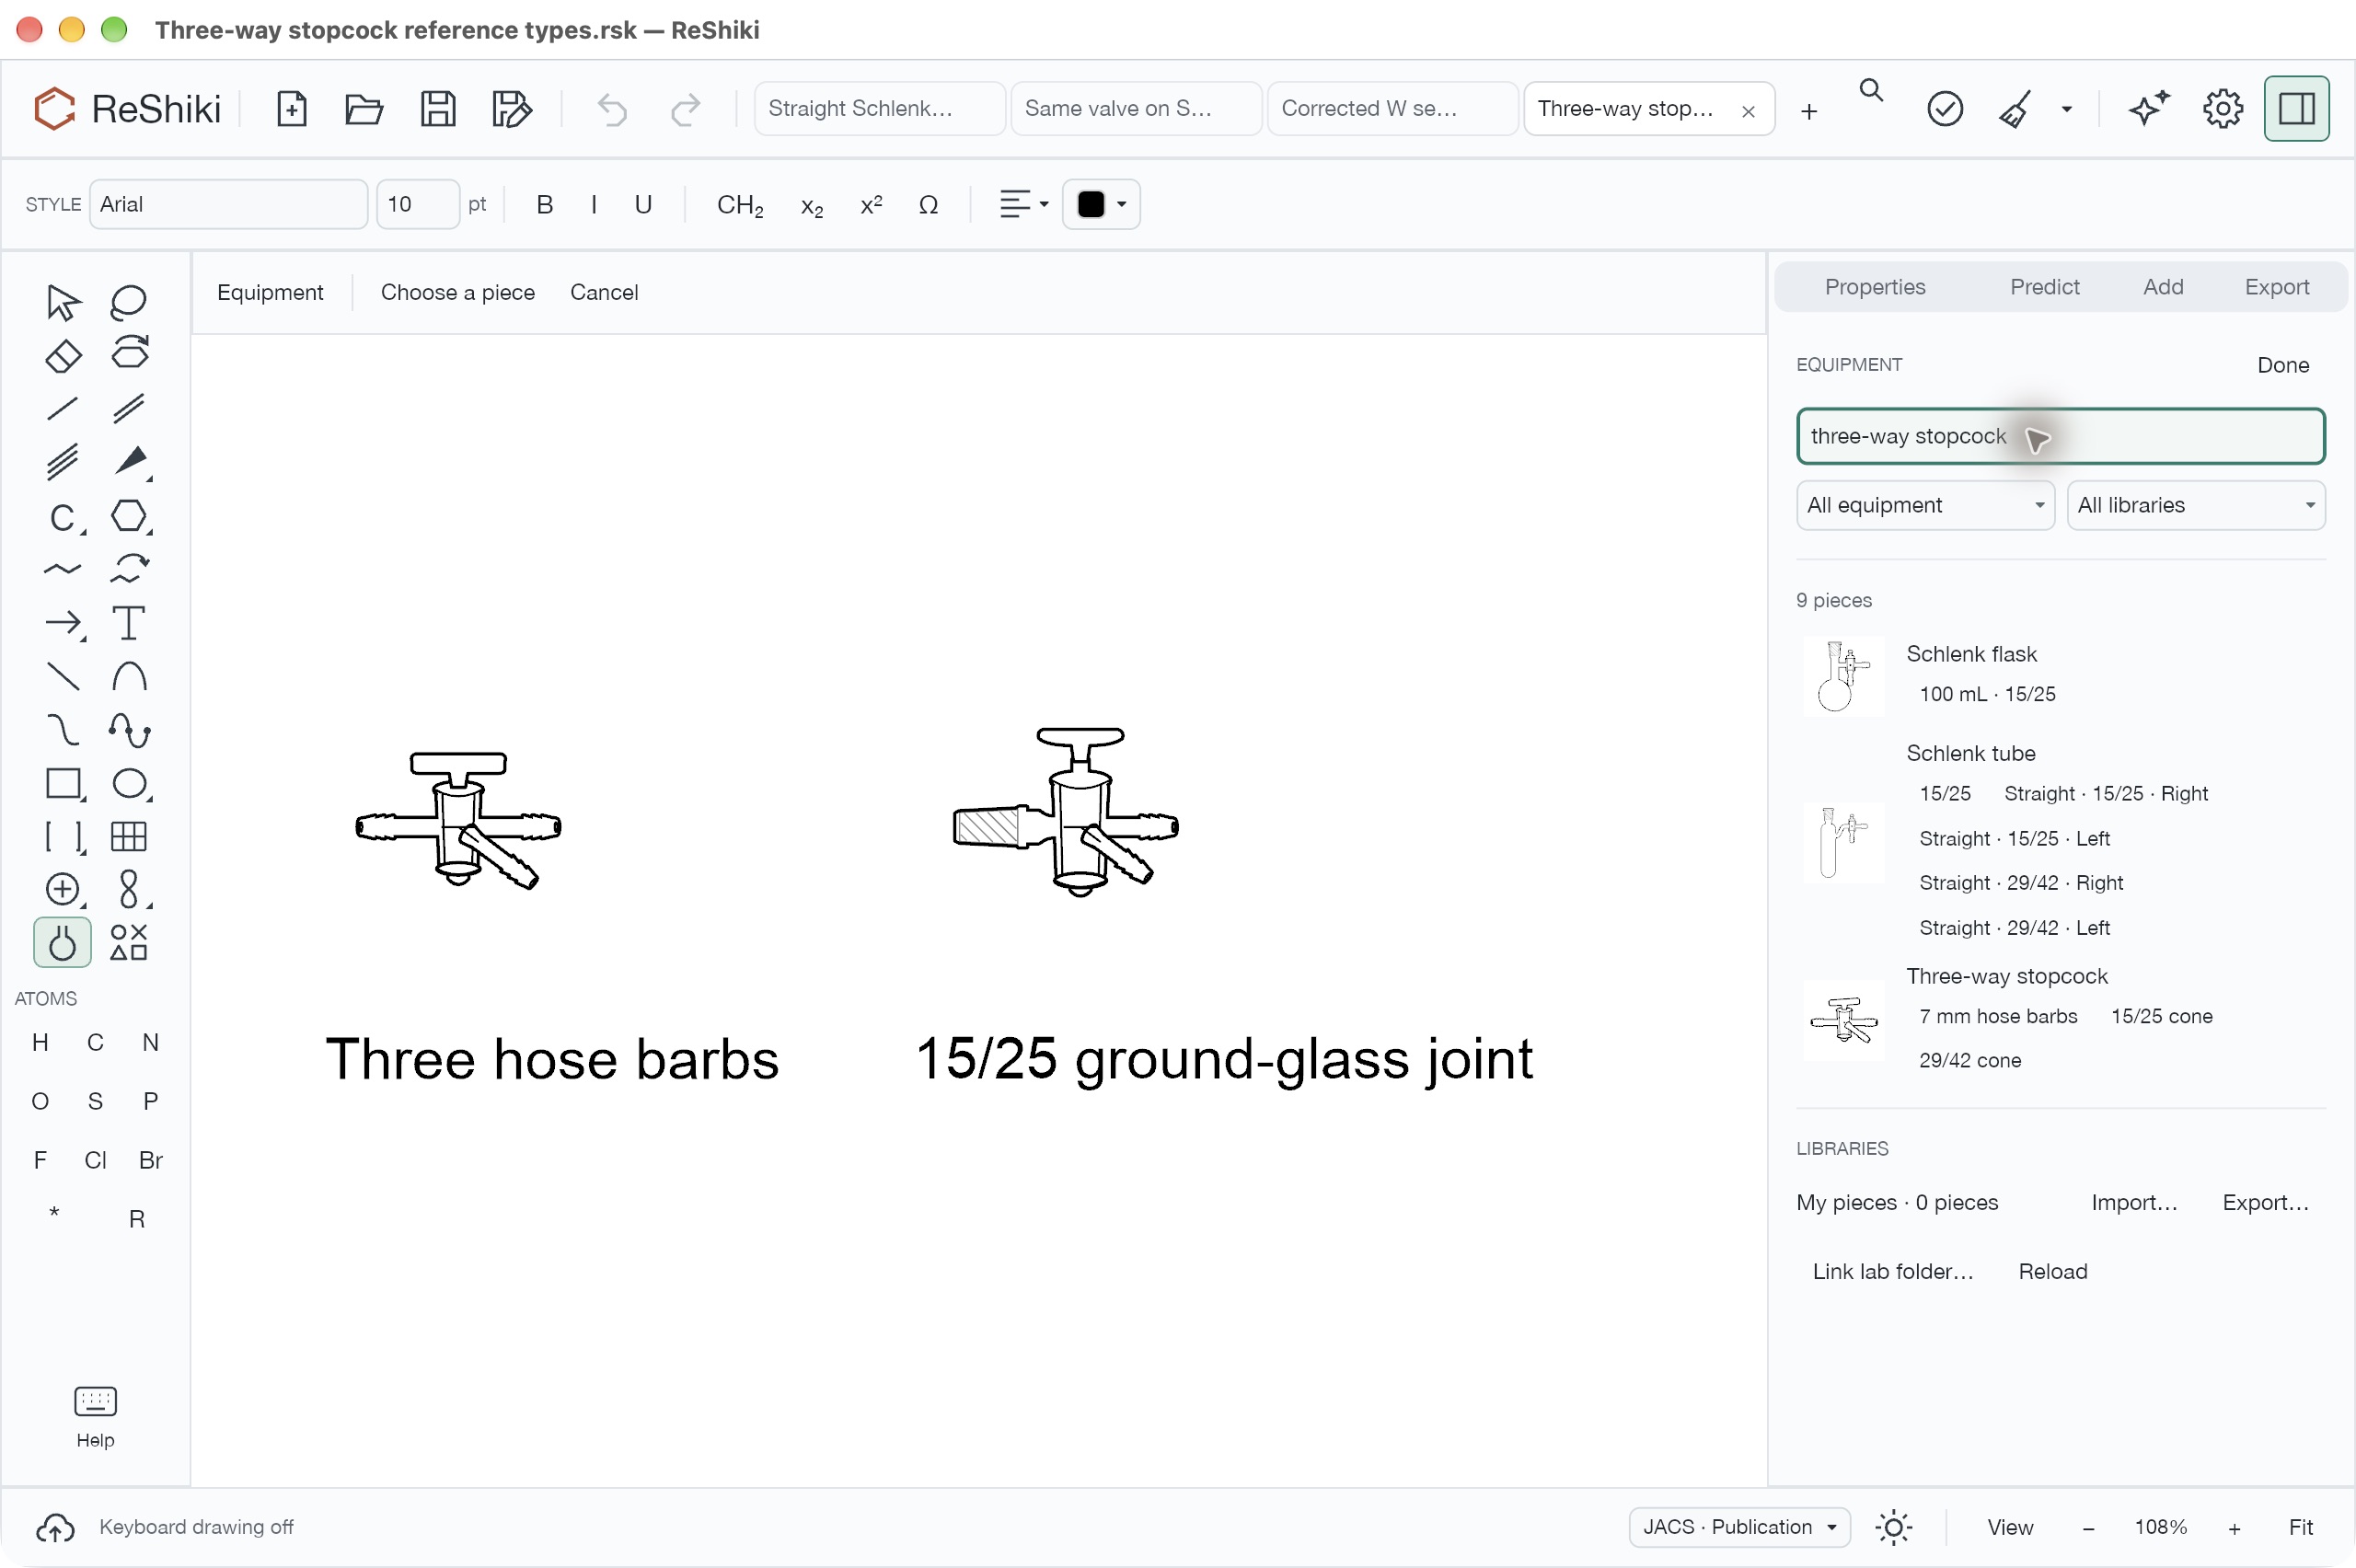 Three-way stopcock reference types.rsk — ReShiki
ReShiki
Straight Schlenk...
Same valve on S...
Corrected W se...
Three-way stop...
STYLE Arial 10 pt B I U CH₂ x₂ x² Ω
Equipment Choose a piece Cancel
Properties Predict Add Export
EQUIPMENT Done
three-way stopcock
All equipment All libraries
9 pieces
Schlenk flask
100 mL · 15/25
Schlenk tube
15/25 Straight · 15/25 · Right
Straight · 15/25 · Left
Straight · 29/42 · Right
Straight · 29/42 · Left
Three-way stopcock
7 mm hose barbs 15/25 cone
29/42 cone
LIBRARIES
My pieces · 0 pieces Import... Export...
Link lab folder... Reload
Three hose barbs 15/25 ground-glass joint
C
T
ATOMS
H C N
O S P
F Cl Br
* R
Help
Keyboard drawing off
JACS · Publication View − 108% + Fit